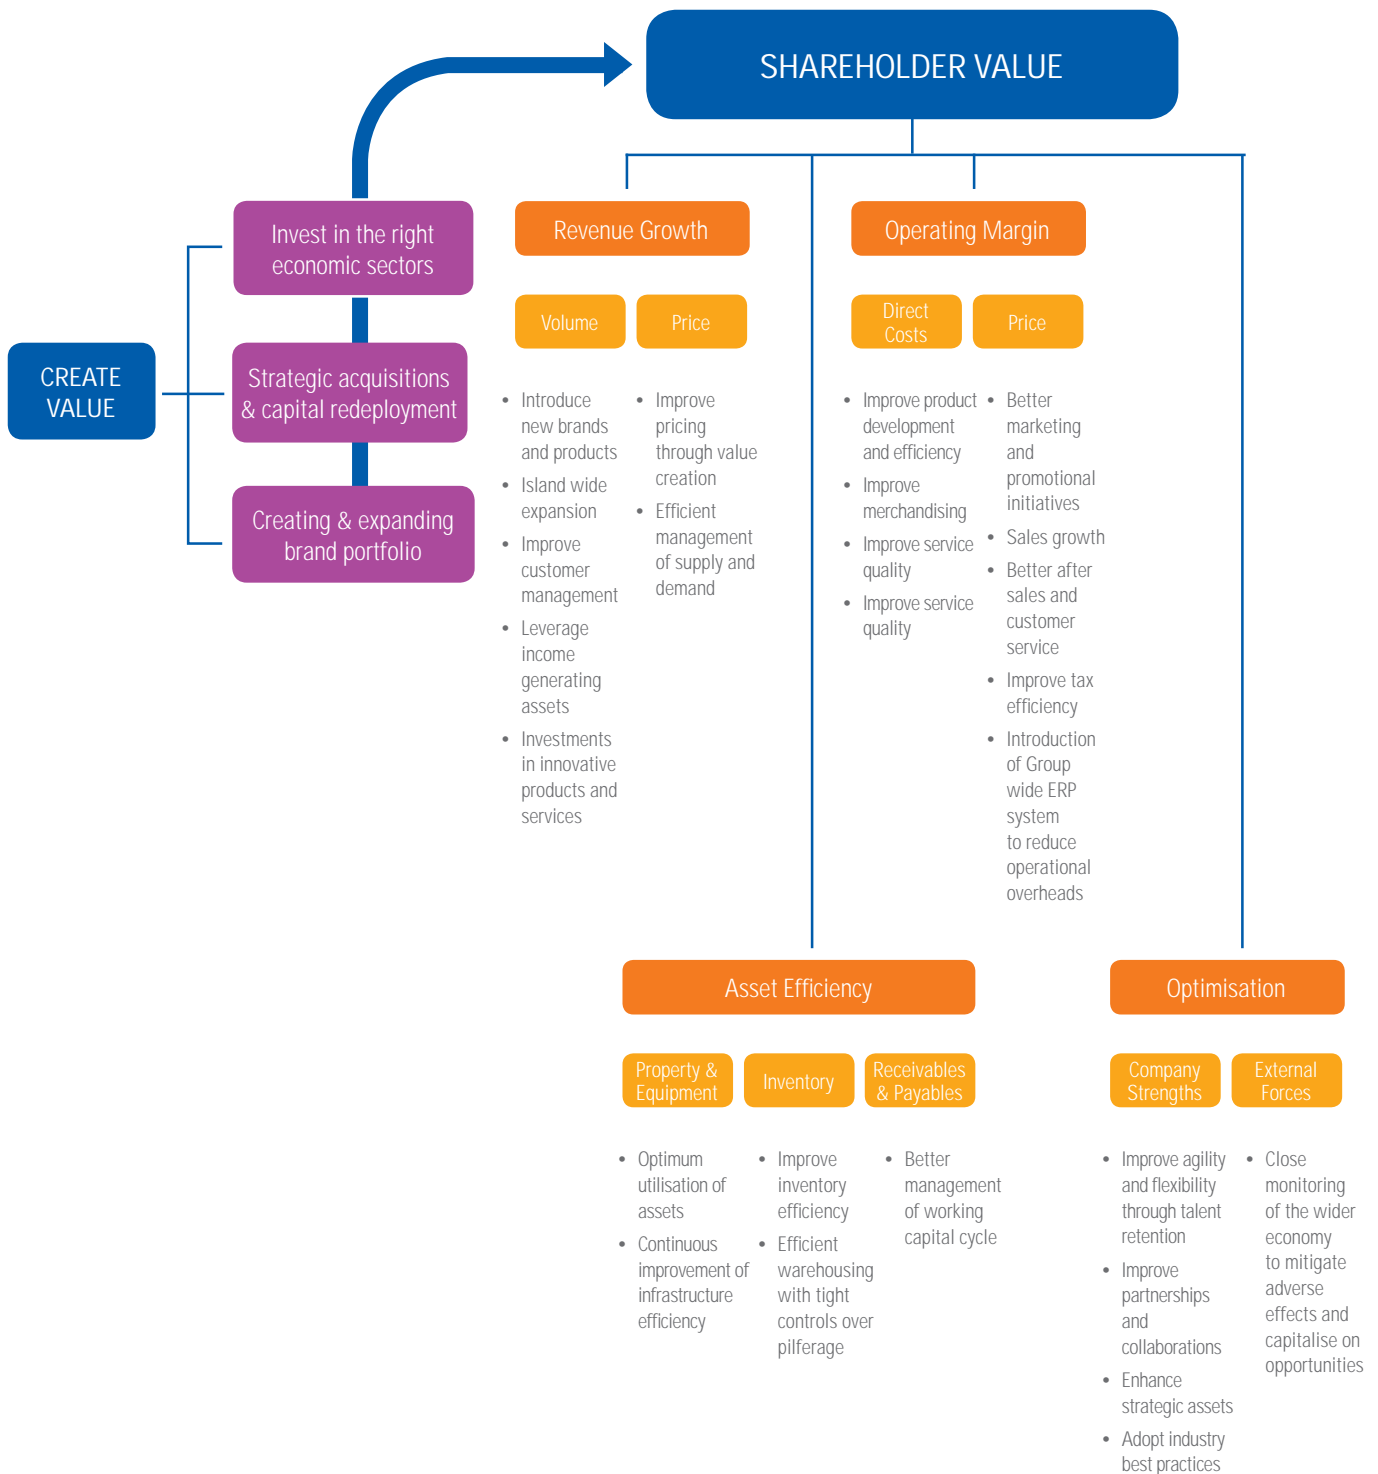 SHAREHOLDER VALUE
CREATE
VALUE
Invest in the right
economic sectors
Strategic acquisitions
& capital redeployment
Creating & expanding
brand portfolio
Revenue Growth
Volume
• Introduce
new brands
and products
• Island wide
expansion
• Improve
customer
management
• Leverage
income
generating
assets
• Investments
in innovative
products and
services
Price
• Improve
pricing
through value
creation
• Efficient
management
of supply and
demand
Operating Margin
Direct
Costs
• Improve product
development
and efficiency
• Improve
merchandising
• Improve service
quality
• Improve service
quality
Price
• Better
marketing
and
promotional
initiatives
• Sales growth
• Better after
sales and
customer
service
• Improve tax
efficiency
• Introduction
of Group
wide ERP
system
to reduce
operational
overheads
Asset Efficiency
Property &
Equipment
• Optimum
utilisation of
assets
• Continuous
improvement of
infrastructure
efficiency
Inventory
• Improve
inventory
efficiency
• Efficient
warehousing
with tight
controls over
pilferage
Receivables
& Payables
• Better
management
of working
capital cycle
Optimisation
Company
Strengths
• Improve agility
and flexibility
through talent
retention
• Improve
partnerships
and
collaborations
• Enhance
strategic assets
• Adopt industry
best practices
External
Forces
• Close
monitoring
of the wider
economy
to mitigate
adverse
effects and
capitalise on
opportunities